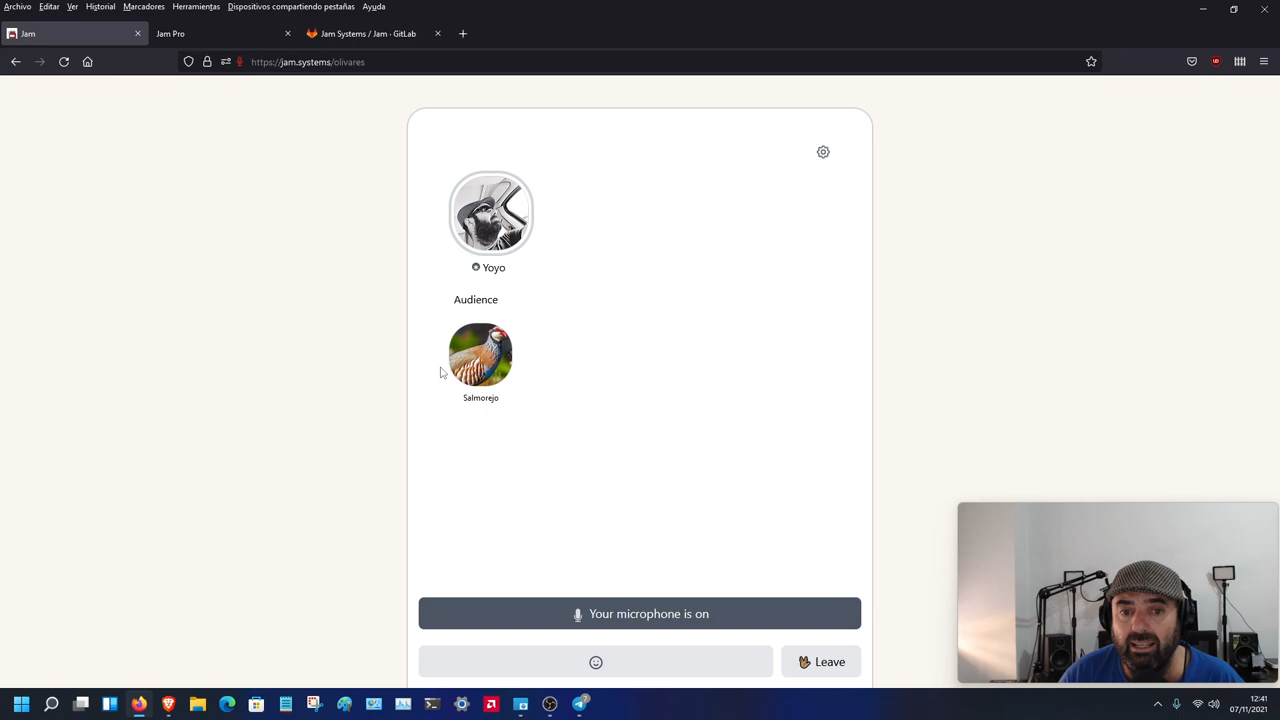 Archivo Editar Ver Historial Marcadores Herramientas Dispositivos compartiendo pestañas Ayuda
Jam Jam Pro Jam Systems / Jam · GitLab
https://jam.systems/olivares
Yoyo
Audience
Salmorejo
Your microphone is on
Leave
7
12:41
07/11/2021